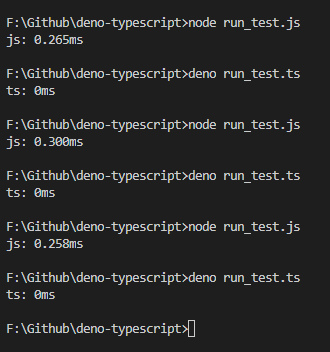 F:\Github\deno-typescript>node run_test.js
js: 0.265ms
F:\Github\deno-typescript>deno run_test.ts
ts: 0ms
F:\Github\deno-typescript>node run_test.js
js: 0.300ms
F:\Github\deno-typescript>deno run_test.ts
ts: 0ms
F:\Github\deno-typescript>node run_test.js
js: 0.258ms
F:\Github\deno-typescript>deno run_test.ts
ts: 0ms
F:\Github\deno-typescript>